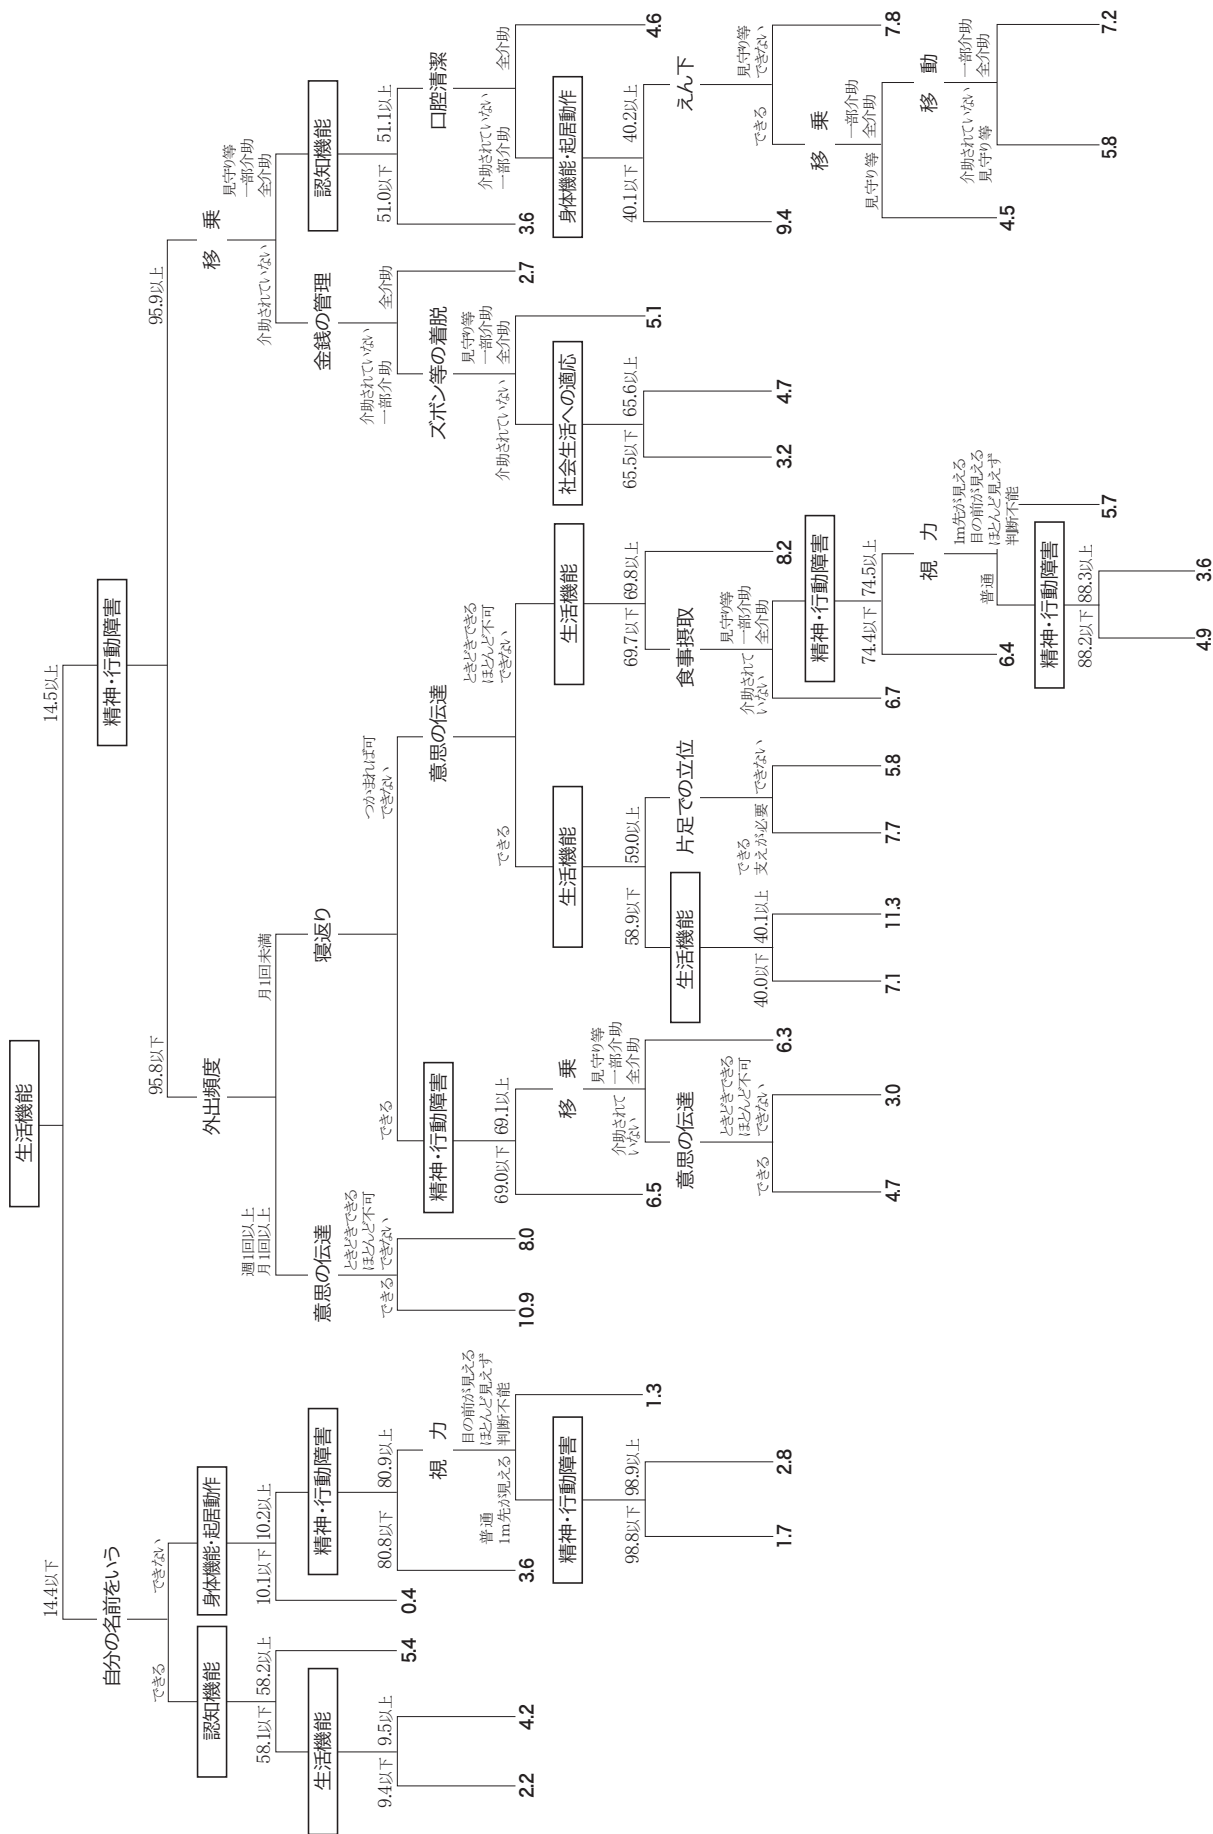 生活機能
14.4以下
14.5以上
自分の名前をいう
精神・行動障害
できる
できない
95.8以下
95.9以上
認知機能
身体機能・起居動作
外出頻度
移 乗
58.1以下
58.2以上
10.1以下
10.2以上
週1回以上
月1回以上
月1回未満
介助されていない
見守り等
一部介助
全介助
生活機能
精神・行動障害
意思の伝達
寝返り
金銭の管理
認知機能
9.4以下
9.5以上
5.4
0.4
80.8以下
80.9以上
できる
ときどきできる
ほとんど不可
できない
できる
つかまれば可
できない
介助されていない
一部介助
全介助
51.0以下
51.1以上
視 力
精神・行動障害
意思の伝達
ズボン等の着脱
口腔清潔
2.2
4.2
3.6
普通
1m先が見える
目の前が見える
ほとんど見えず
判断不能
10.9
8.0
69.0以下
69.1以上
できる
ときどきできる
ほとんど不可
できない
介助されていない
見守り等
一部介助
全介助
2.7
3.6
介助されていない
一部介助
全介助
精神・行動障害
移 乗
生活機能
生活機能
社会生活への適応
身体機能・起居動作
98.8以下
98.9以上
1.3
6.5
介助されて
いない
見守り等
一部介助
全介助
58.9以下
59.0以上
69.7以下
69.8以上
65.5以下
65.6以上
5.1
40.1以下
40.2以上
4.6
意思の伝達
生活機能
片足での立位
食事摂取
えん下
1.7
2.8
できる
ときどきできる
ほとんど不可
できない
6.3
40.0以下
40.1以上
できる
支えが必要
できない
介助されて
いない
見守り等
一部介助
全介助
8.2
3.2
4.7
9.4
できる
見守り等
できない
精神・行動障害
移 乗
4.7
3.0
7.1
11.3
7.7
5.8
6.7
74.4以下
74.5以上
見守り等
一部介助
全介助
7.8
視 力
移 動
6.4
普通
1m先が見える
目の前が見える
ほとんど見えず
判断不能
4.5
介助されていない
見守り等
一部介助
全介助
精神・行動障害
88.2以下
88.3以上
5.7
5.8
7.2
4.9
3.6